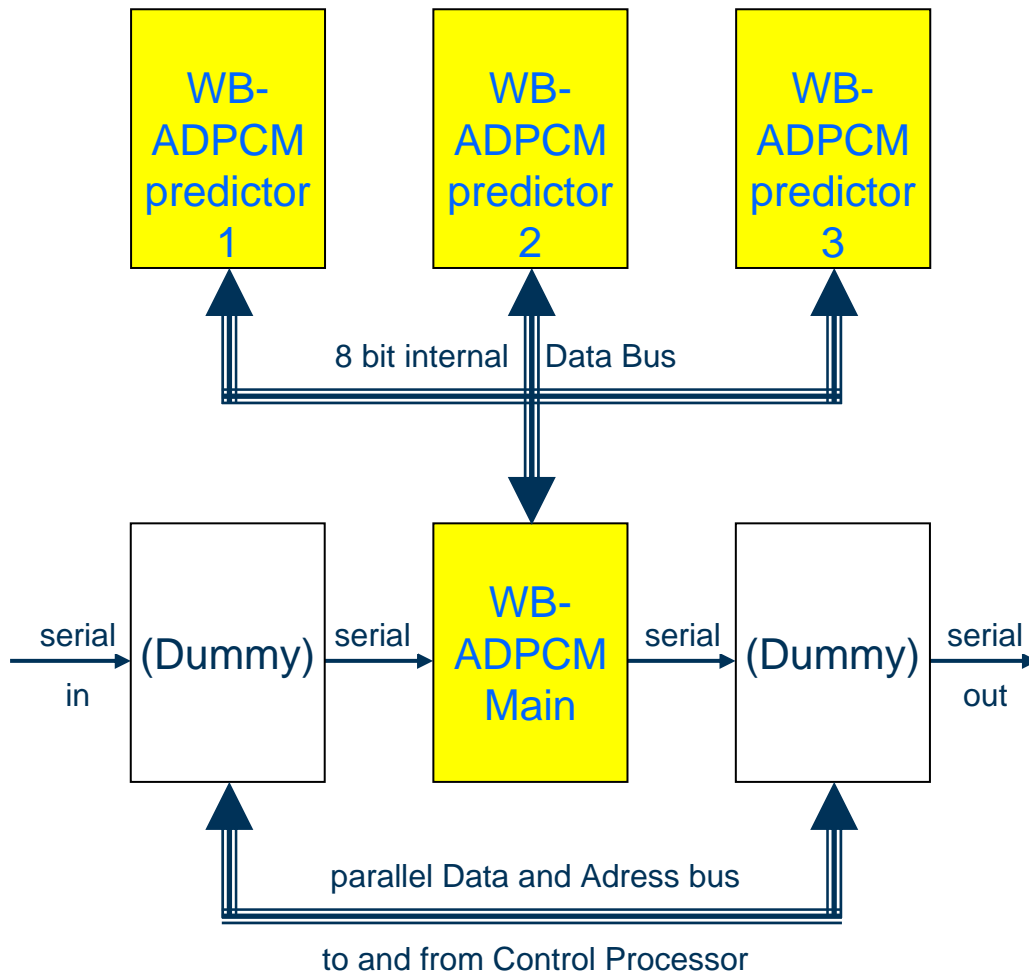 WB-
ADPCM
predictor
1
WB-
ADPCM
predictor
2
WB-
ADPCM
predictor
3
8 bit internal Data Bus
serial
in
(Dummy)
serial
WB-
ADPCM
Main
serial
(Dummy)
serial
out
parallel Data and Adress bus
to and from Control Processor